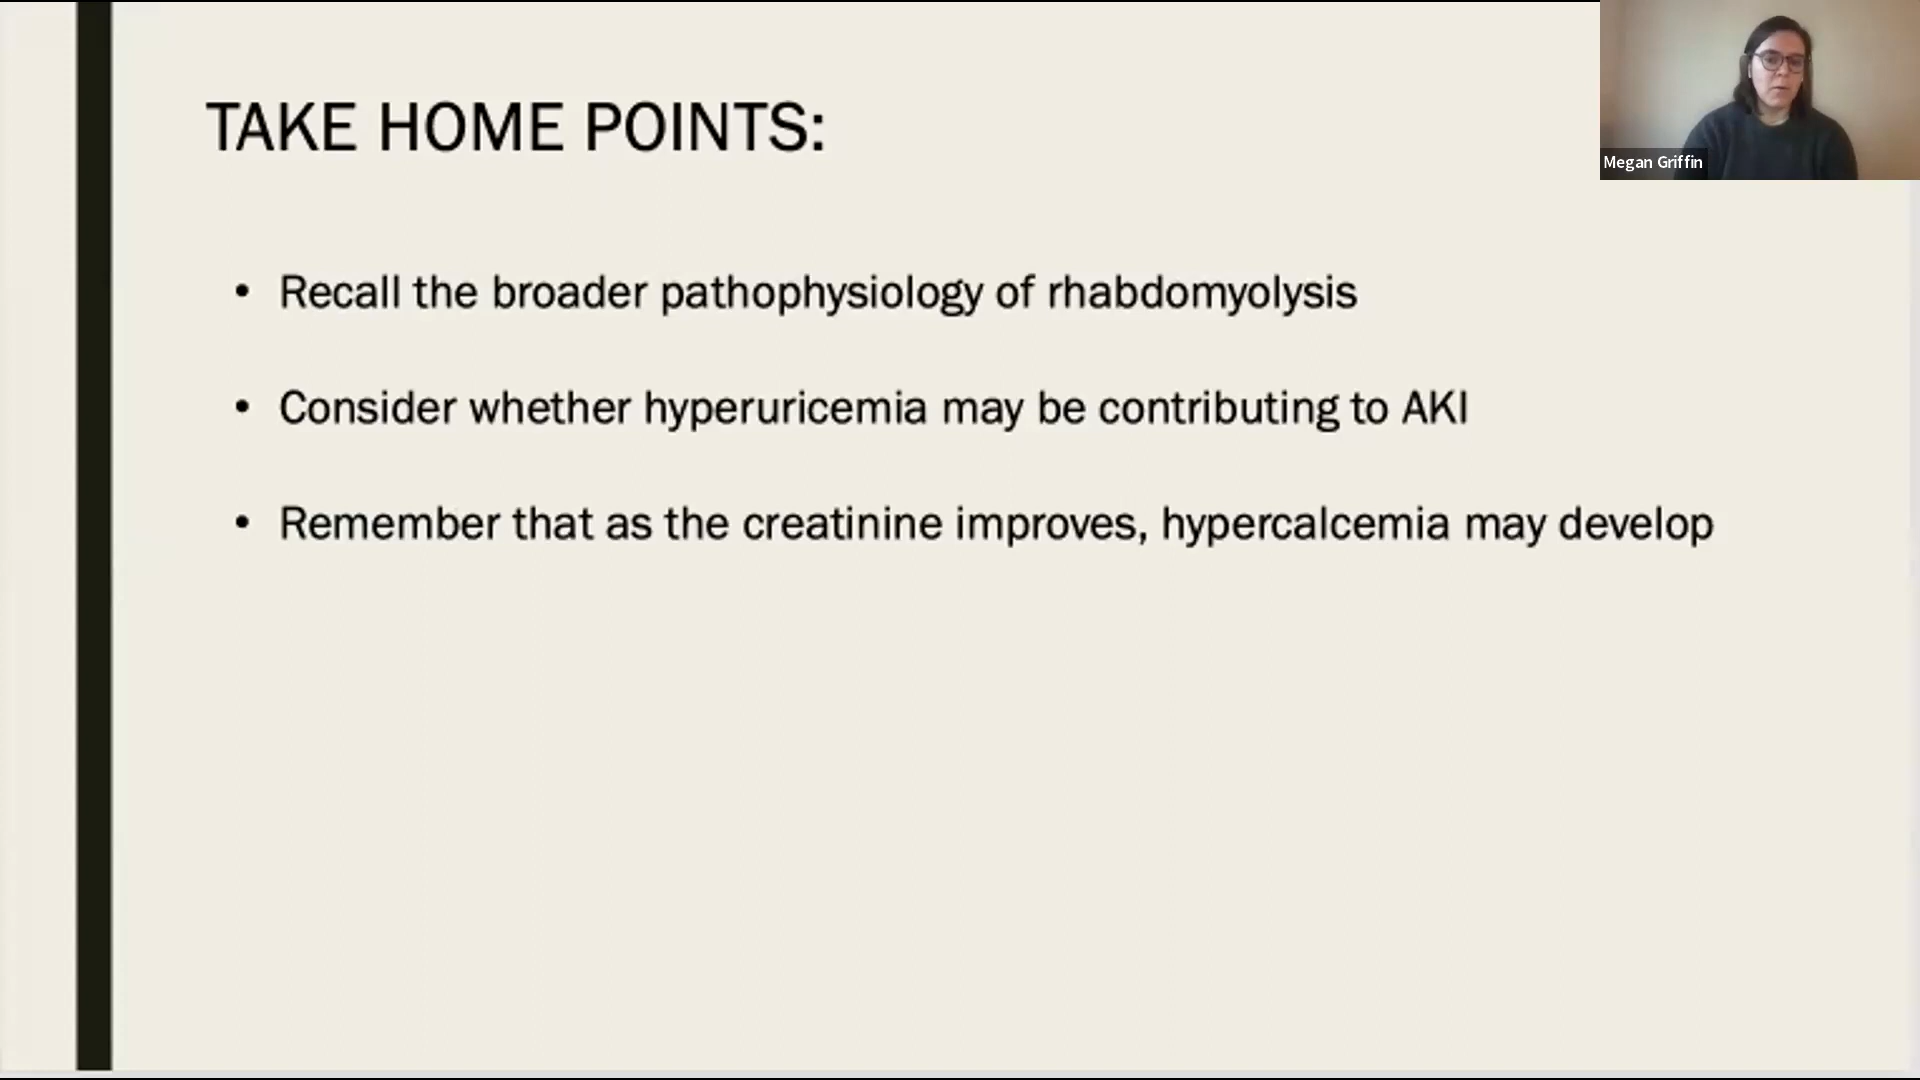 TAKE HOME POINTS:
Megan Griffin
• Recall the broader pathophysiology of rhabdomyolysis
• Consider whether hyperuricemia may be contributing to AKI
• Remember that as the creatinine improves, hypercalcemia may develop